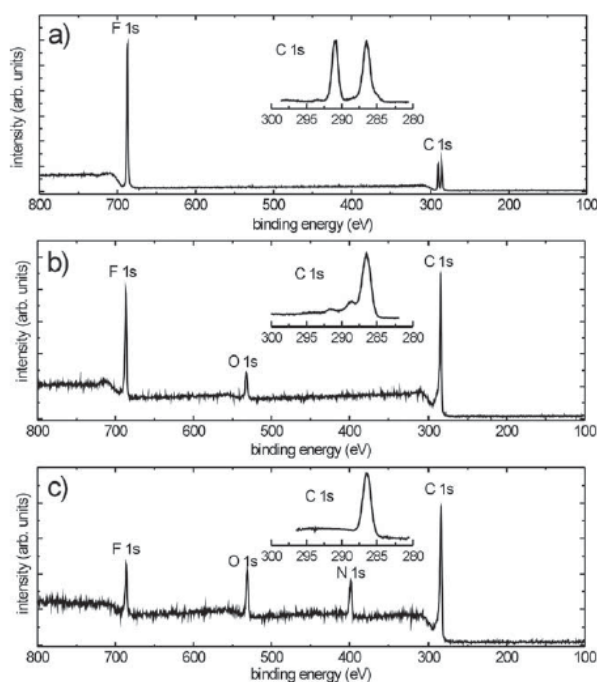 a)
F 1s
C 1s
300 295 290 285 280
C 1s
intensity (arb. units)
800 700 600 500 400 300 200 100
binding energy (eV)
b)
F 1s
C 1s
300 295 290 285 280
C 1s
O 1s
intensity (arb. units)
800 700 600 500 400 300 200 100
binding energy (eV)
c)
C 1s
C 1s
300 295 290 285 280
F 1s
O 1s
N 1s
intensity (arb. units)
800 700 600 500 400 300 200 100
binding energy (eV)